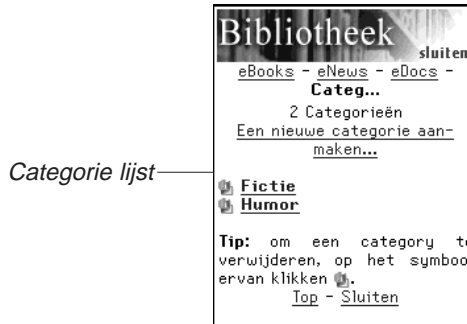 Bibliotheek
sluiten
eBooks - eNews - eDocs -
Categ...
2 Categorieën
Een nieuwe categorie aan-
maken...
Categorie lijst
Fictie
Humor
Tip: om een category te
verwijderen, op het symboo
ervan klikken
Top - Sluiten